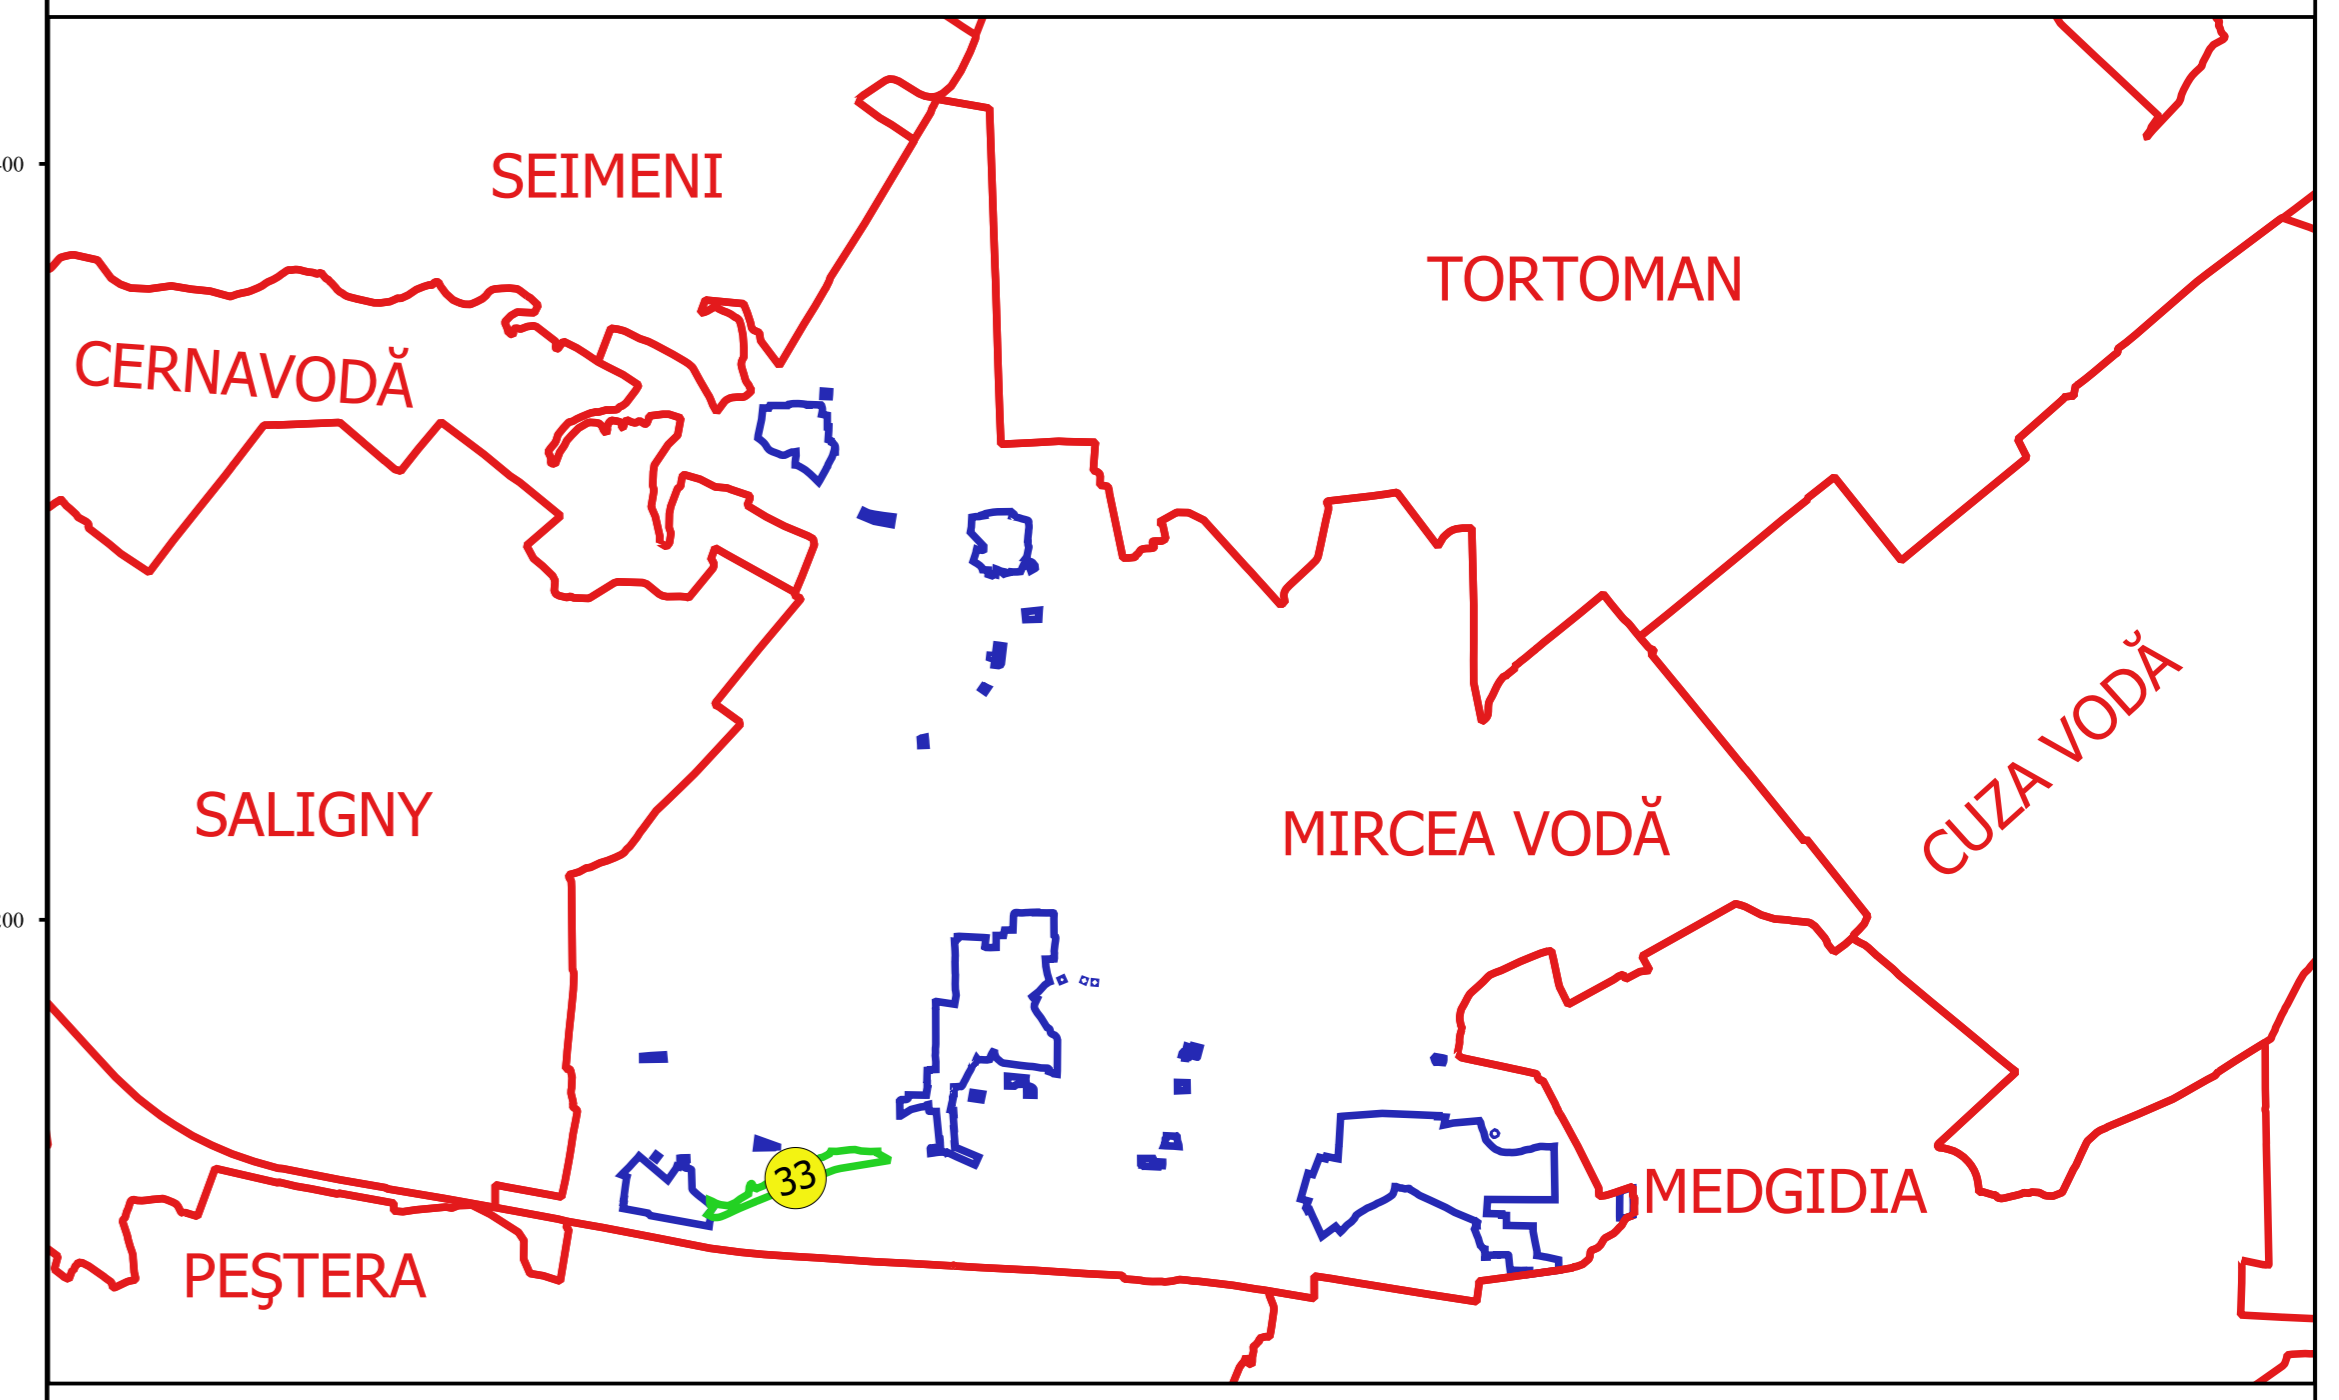 SEIMENI
TORTOMAN
CERNAVODĂ
CUZA VODĂ
SALIGNY
MIRCEA VODĂ
33
MEDGIDIA
PEŞTERA